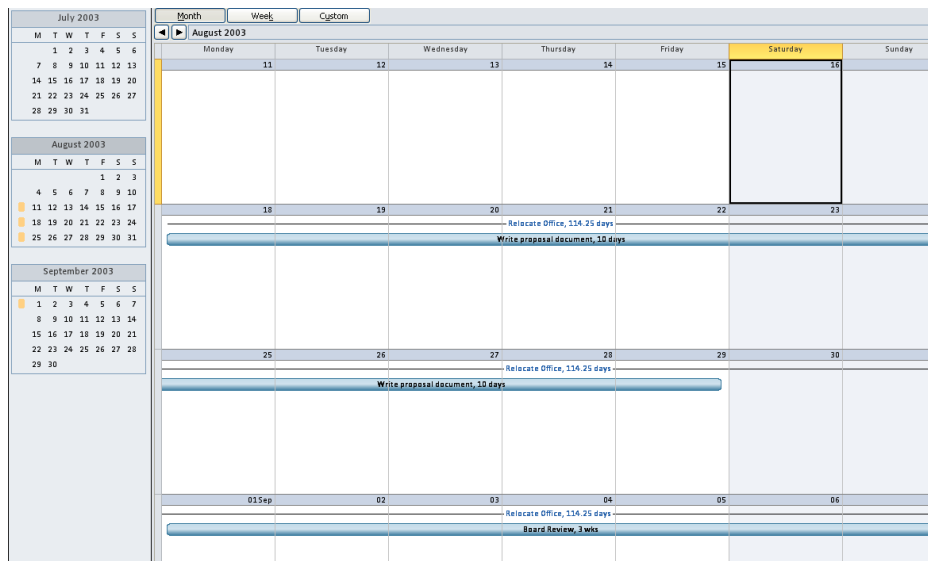 July 2003
M T W T F S S
1 2 3 4 5 6
7 8 9 10 11 12 13
14 15 16 17 18 19 20
21 22 23 24 25 26 27
28 29 30 31
August 2003
M T W T F S S
1 2 3
4 5 6 7 8 9 10
11 12 13 14 15 16 17
18 19 20 21 22 23 24
25 26 27 28 29 30 31
September 2003
M T W T F S S
1 2 3 4 5 6 7
8 9 10 11 12 13 14
15 16 17 18 19 20 21
22 23 24 25 26 27 28
29 30
Month Week Custom
August 2003
Monday Tuesday Wednesday Thursday Friday Saturday Sunday
11 12 13 14 15 16
18 19 20 21 22 23
Relocate Office, 114.25 days
Write proposal document, 10 days
25 26 27 28 29 30
Relocate Office, 114.25 days
Write proposal document, 10 days
01 Sep 02 03 04 05 06
Relocate Office, 114.25 days
Board Review, 3 wks